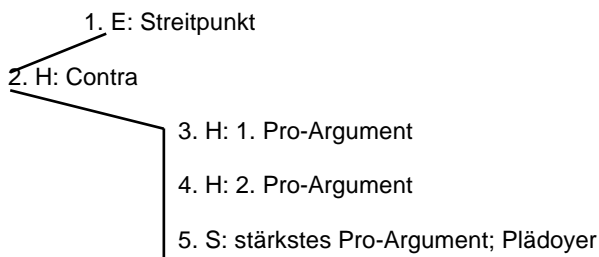 1. E: Streitpunkt
2. H: Contra
3. H: 1. Pro-Argument
4. H: 2. Pro-Argument
5. S: stärkstes Pro-Argument; Plädoyer